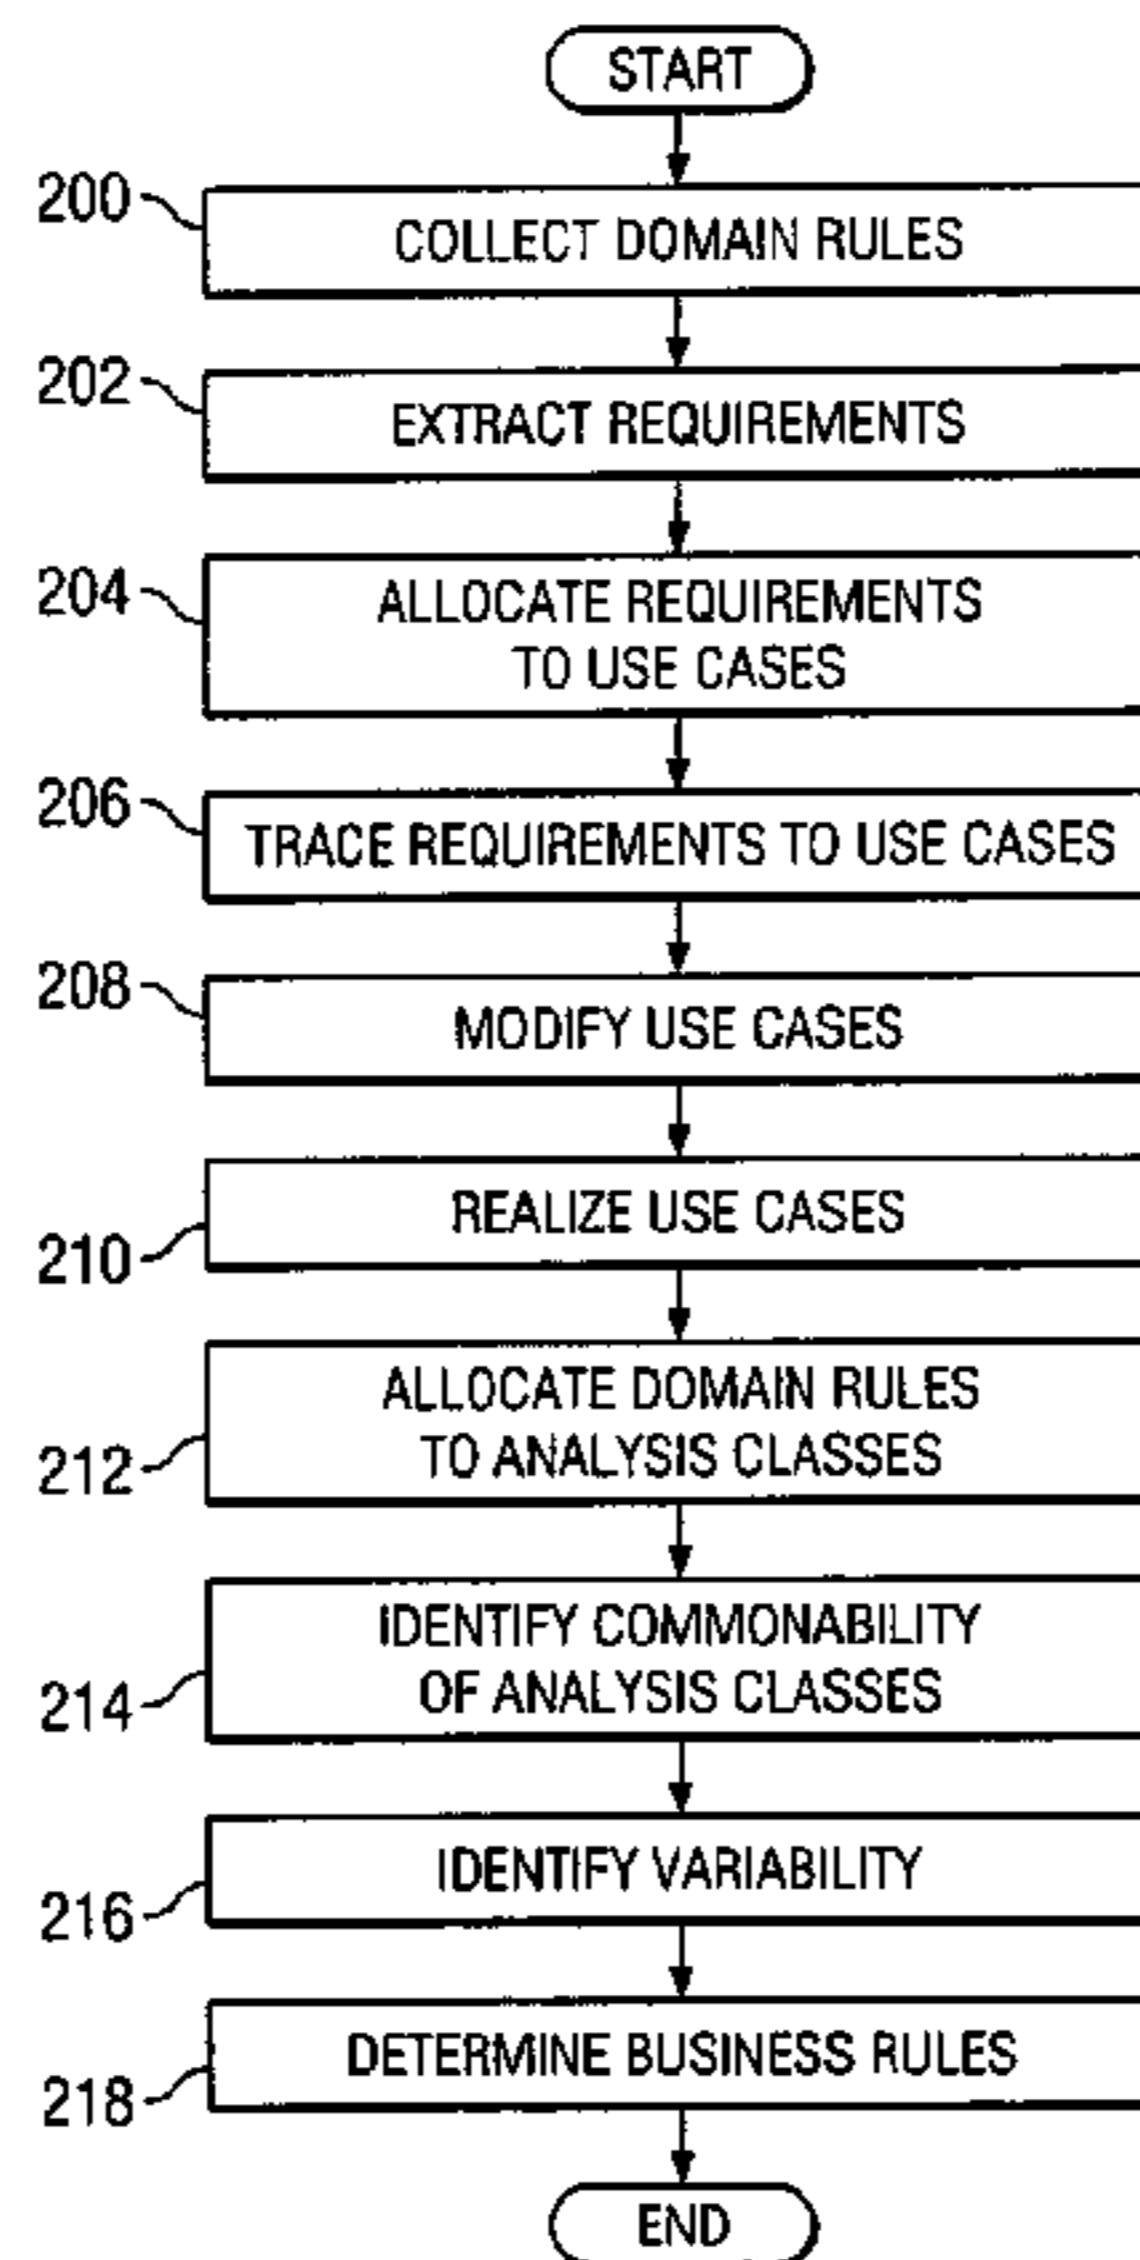 START
200
COLLECT DOMAIN RULES
202
EXTRACT REQUIREMENTS
204
ALLOCATE REQUIREMENTS
TO USE CASES
206
TRACE REQUIREMENTS TO USE CASES
208
MODIFY USE CASES
REALIZE USE CASES
210
ALLOCATE DOMAIN RULES
TO ANALYSIS CLASSES
212
IDENTIFY COMMONABILITY
OF ANALYSIS CLASSES
214
IDENTIFY VARIABILITY
216
DETERMINE BUSINESS RULES
218
END